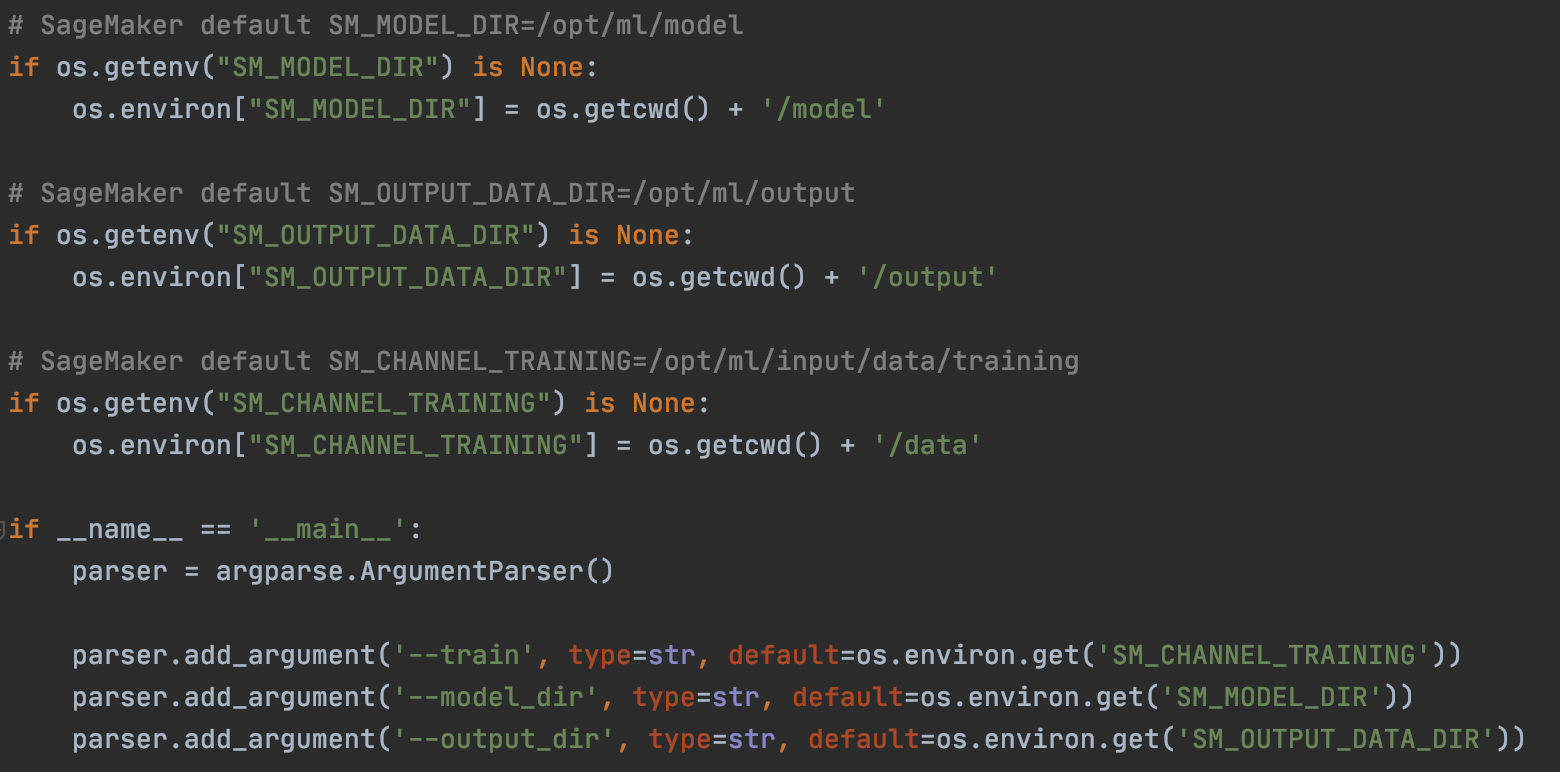 # SageMaker default SM_MODEL_DIR=/opt/ml/model
if os.getenv("SM_MODEL_DIR") is None:
    os.environ["SM_MODEL_DIR"] = os.getcwd() + '/model'

# SageMaker default SM_OUTPUT_DATA_DIR=/opt/ml/output
if os.getenv("SM_OUTPUT_DATA_DIR") is None:
    os.environ["SM_OUTPUT_DATA_DIR"] = os.getcwd() + '/output'

# SageMaker default SM_CHANNEL_TRAINING=/opt/ml/input/data/training
if os.getenv("SM_CHANNEL_TRAINING") is None:
    os.environ["SM_CHANNEL_TRAINING"] = os.getcwd() + '/data'

if __name__ == '__main__':
    parser = argparse.ArgumentParser()

    parser.add_argument('--train', type=str, default=os.environ.get('SM_CHANNEL_TRAINING'))
    parser.add_argument('--model_dir', type=str, default=os.environ.get('SM_MODEL_DIR'))
    parser.add_argument('--output_dir', type=str, default=os.environ.get('SM_OUTPUT_DATA_DIR'))